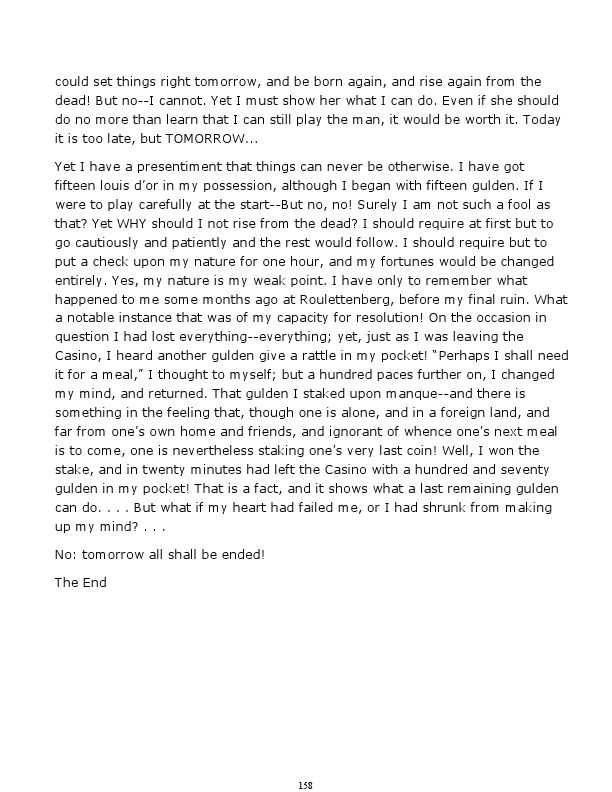 could set things right tomorrow, and be born again, and rise again from the
dead! But no--I cannot. Yet I must show her what I can do. Even if she should
do no more than learn that I can still play the man, it would be worth it. Today
it is too late, but TOMORROW...
Yet I have a presentiment that things can never be otherwise. I have got
fifteen louis d’or in my possession, although I began with fifteen gulden. If I
were to play carefully at the start--But no, no! Surely I am not such a fool as
that? Yet WHY should I not rise from the dead? I should require at first but to
go cautiously and patiently and the rest would follow. I should require but to
put a check upon my nature for one hour, and my fortunes would be changed
entirely. Yes, my nature is my weak point. I have only to remember what
happened to me some months ago at Roulettenberg, before my final ruin. What
a notable instance that was of my capacity for resolution! On the occasion in
question I had lost everything--everything; yet, just as I was leaving the
Casino, I heard another gulden give a rattle in my pocket! “Perhaps I shall need
it for a meal,” I thought to myself; but a hundred paces further on, I changed
my mind, and returned. That gulden I staked upon manque--and there is
something in the feeling that, though one is alone, and in a foreign land, and
far from one’s own home and friends, and ignorant of whence one’s next meal
is to come, one is nevertheless staking one’s very last coin! Well, I won the
stake, and in twenty minutes had left the Casino with a hundred and seventy
gulden in my pocket! That is a fact, and it shows what a last remaining gulden
can do. . . . But what if my heart had failed me, or I had shrunk from making
up my mind? . . .
No: tomorrow all shall be ended!
The End
158